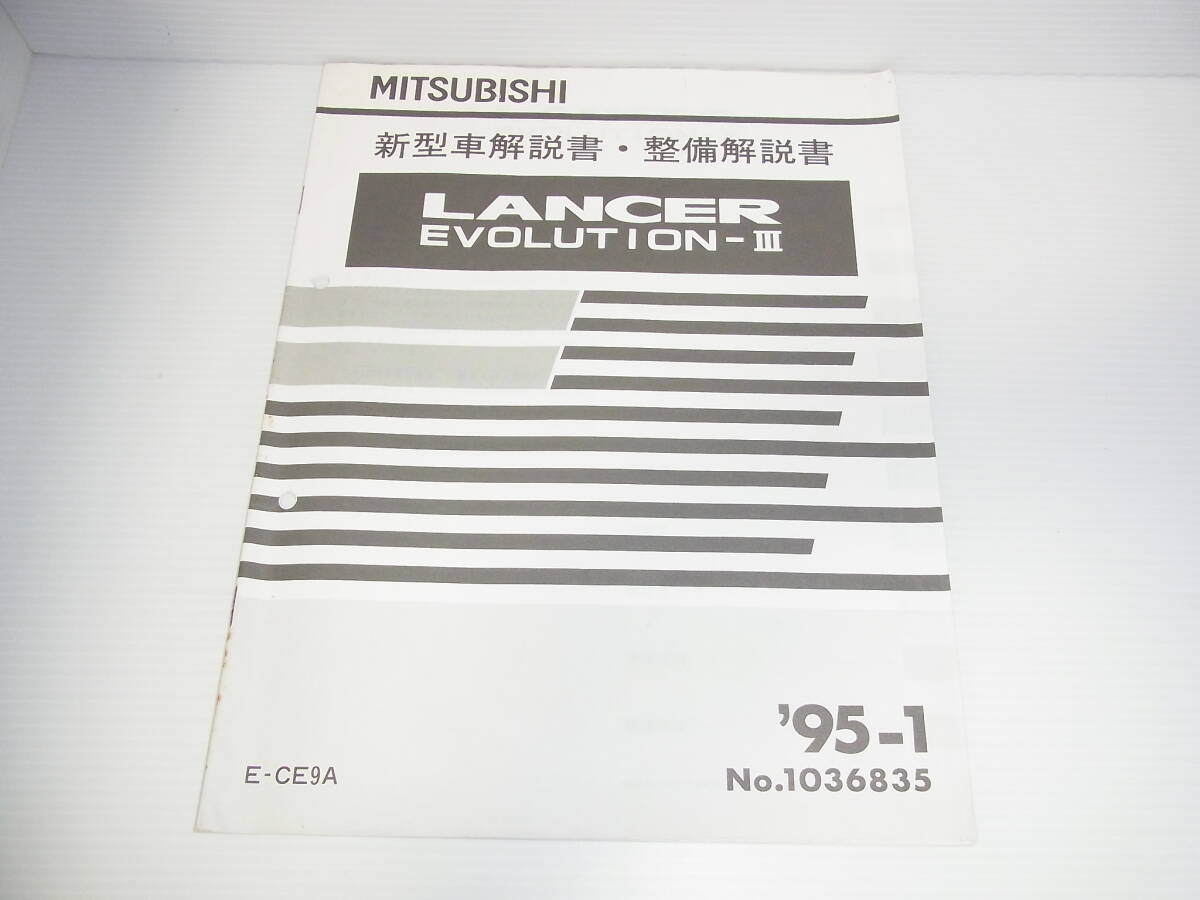 MITSUBISHI
新型車解説書・整備解説書
LANCER
EVOLUTION-III
'95-1
E-CE9A
No.1036835